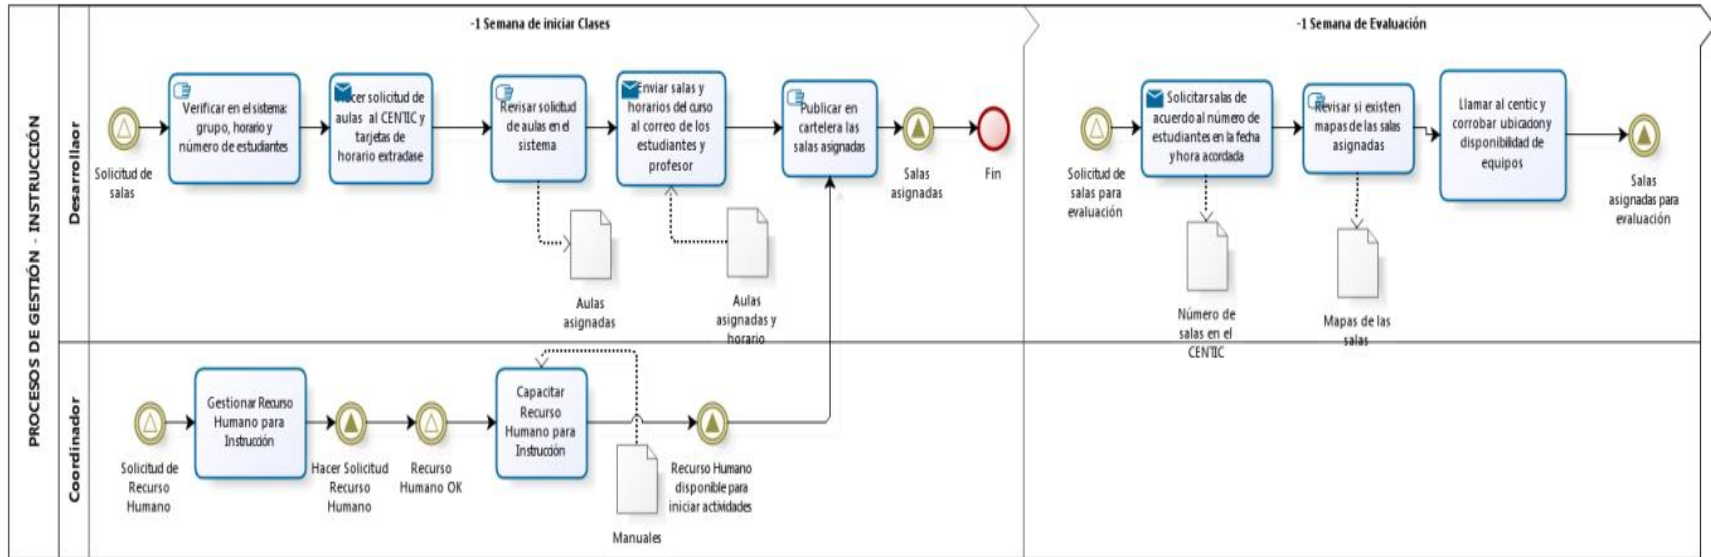 PROCESOS DE GESTIÓN - INSTRUCCIÓN
Desarrollaor
-1 Semana de iniciar Clases
-1 Semana de Evaluación
Solicitud de
salas
Verificar en el sistema:
grupo, horario y
número de estudiantes
Hacer solicitud de
aulas al CENTIC y
tarjetas de
horario extradase
Revisar solicitud
de aulas en el
sistema
Enviar salas y
horarios del curso
al correo de los
estudiantes y
profesor
Publicar en
cartelera las
salas asignadas
Salas
asignadas
Fin
Aulas
asignadas
Aulas
asignadas y
horario
Solicitud de
salas para
evaluación
Solicitar salas de
acuerdo al número de
estudiantes en la fecha
y hora acordada
Revisar si existen
mapas de las salas
asignadas
Llamar al centic y
corrobar ubicacion y
disponibilidad de
equipos
Salas
asignadas para
evaluación
Número de
salas en el
CENTIC
Mapas de las
salas
Coordinador
Solicitud de
Recurso
Humano
Gestionar Recurso
Humano para
Instrucción
Hacer Solicitud
Recurso
Humano
Recurso
Humano OK
Capacitar
Recurso
Humano para
Instrucción
Manuales
Recurso Humano
disponible para
iniciar actividades